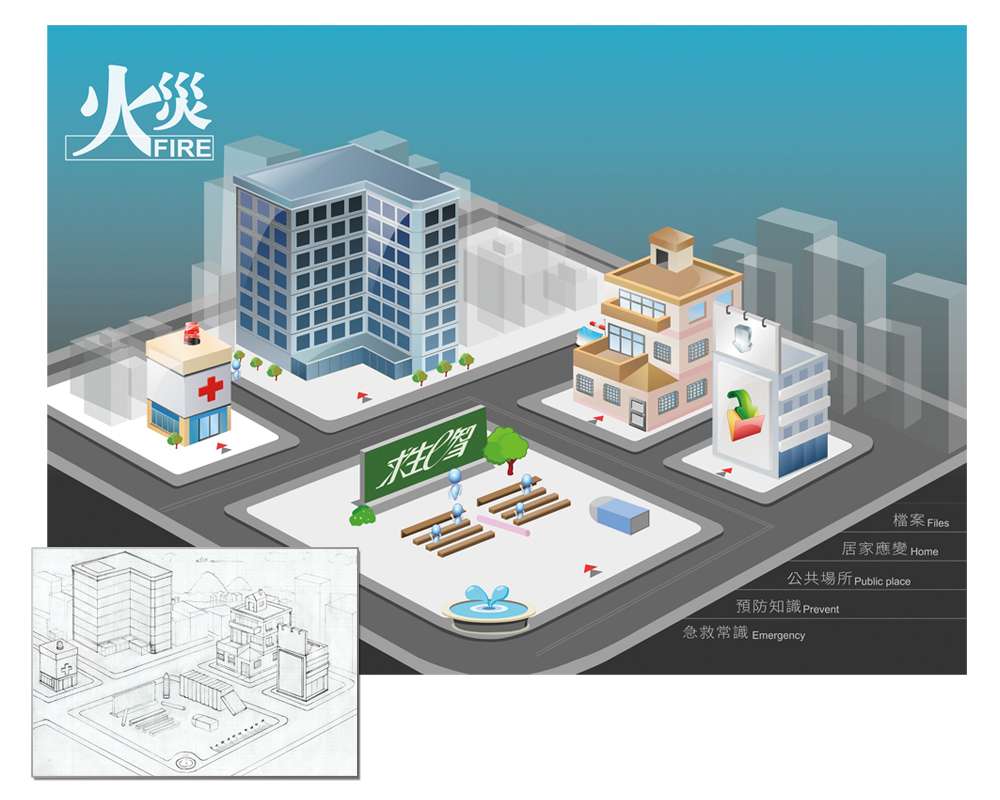 火災
FIRE
求生e智
檔案 Files
居家應變 Home
公共場所 Public place
預防知識 Prevent
急救常識 Emergency